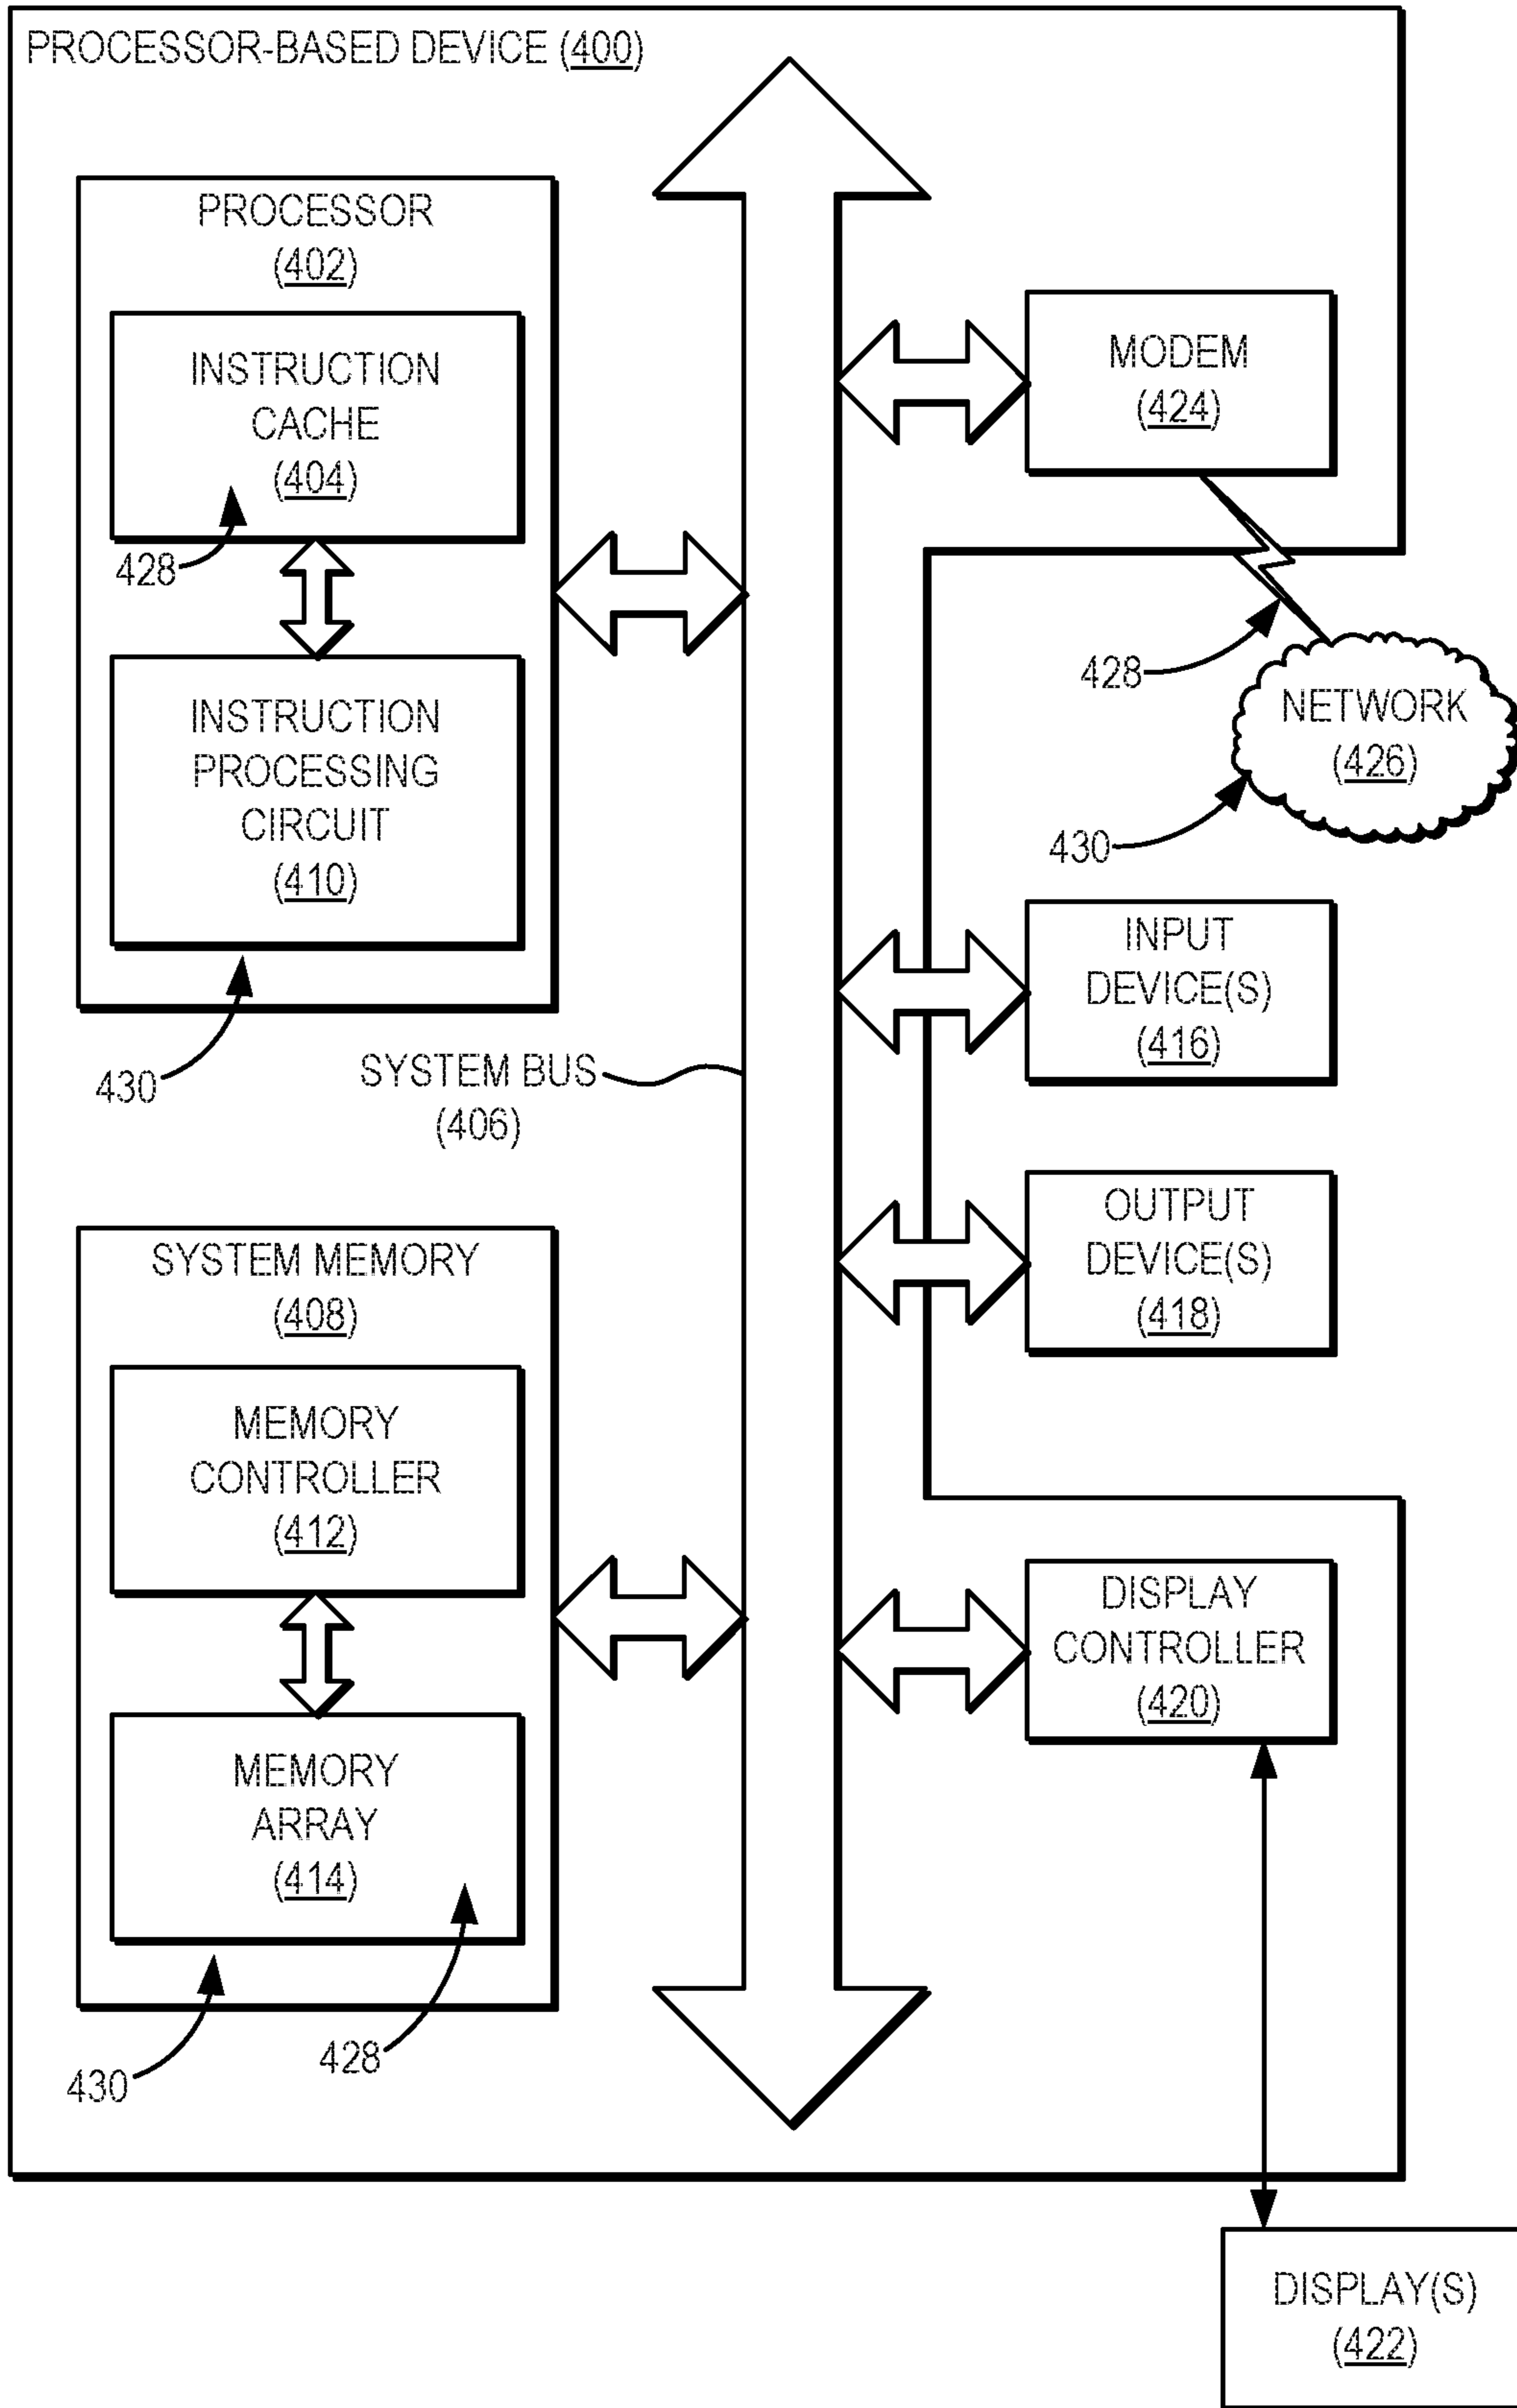 PROCESSOR-BASED DEVICE (400)
PROCESSOR
(402)
INSTRUCTION
CACHE
(404)
428
INSTRUCTION
PROCESSING
CIRCUIT
(410)
430
SYSTEM BUS
(406)
SYSTEM MEMORY
(408)
MEMORY
CONTROLLER
(412)
MEMORY
ARRAY
(414)
428
430
MODEM
(424)
428
NETWORK
(426)
430
INPUT
DEVICE(S)
(416)
OUTPUT
DEVICE(S)
(418)
DISPLAY
CONTROLLER
(420)
DISPLAY(S)
(422)